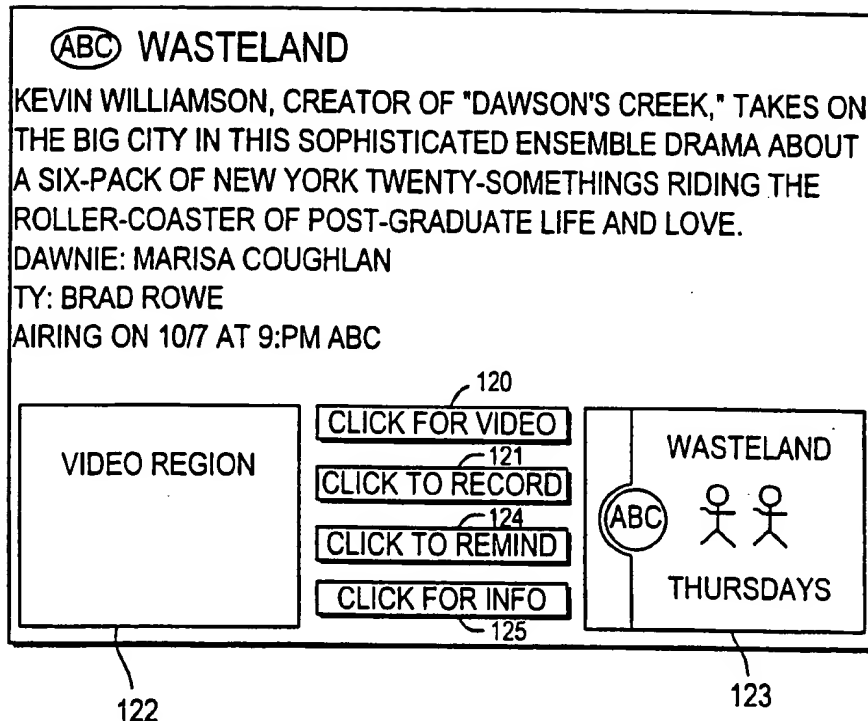 ABC WASTELAND
KEVIN WILLIAMSON, CREATOR OF "DAWSON'S CREEK," TAKES ON
THE BIG CITY IN THIS SOPHISTICATED ENSEMBLE DRAMA ABOUT
A SIX-PACK OF NEW YORK TWENTY-SOMETHINGS RIDING THE
ROLLER-COASTER OF POST-GRADUATE LIFE AND LOVE.
DAWNIE: MARISA COUGHLAN
TY: BRAD ROWE
AIRING ON 10/7 AT 9:PM ABC
VIDEO REGION
120
CLICK FOR VIDEO
121
CLICK TO RECORD
124
CLICK TO REMIND
CLICK FOR INFO
125
WASTELAND
ABC
THURSDAYS
122
123